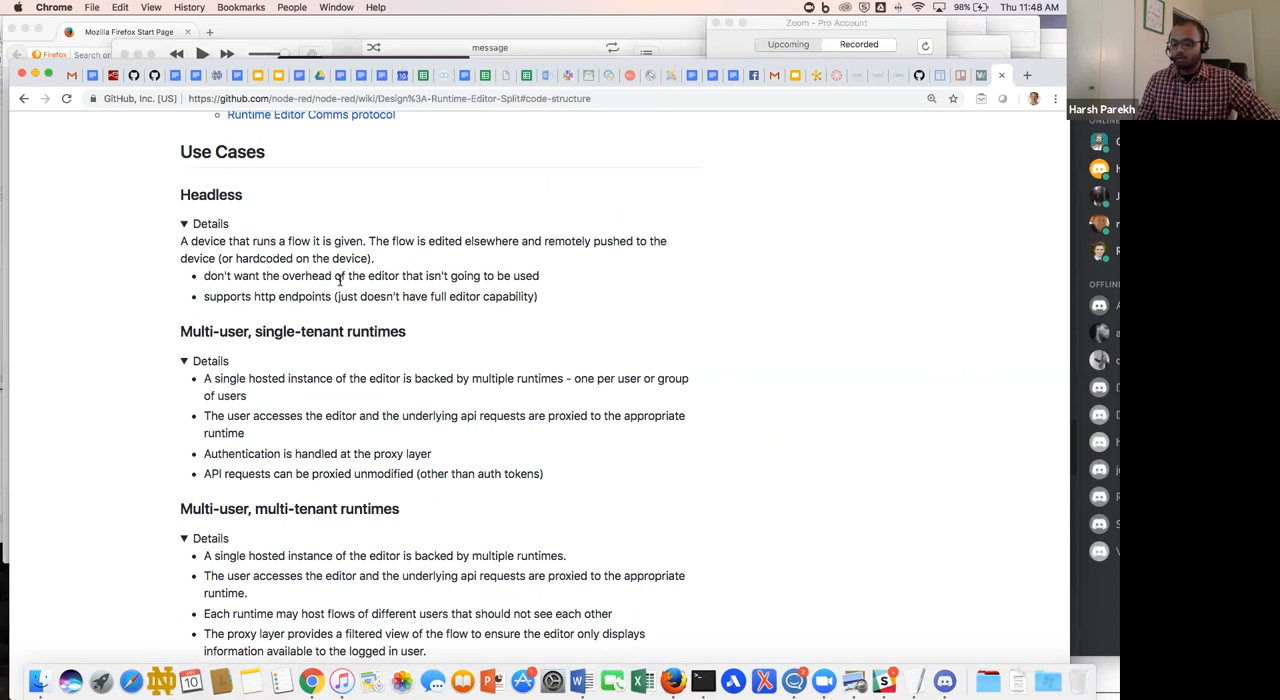 Chrome File Edit View History Bookmarks People Window Help
98% Thu 11:48 AM
Mozilla Firefox Start Page
Zoom - Pro Account
Firefox Search or
message
Upcoming Recorded
GitHub, Inc. [US] https://github.com/node-red/node-red/wiki/Design%3A-Runtime-Editor-Split#code-structure
Harsh Parekh
Runtime Editor Comms protocol
ONLINE
Use Cases
Headless
Details
A device that runs a flow it is given. The flow is edited elsewhere and remotely pushed to the
device (or hardcoded on the device).
don't want the overhead of the editor that isn't going to be used
supports http endpoints (just doesn't have full editor capability)
Multi-user, single-tenant runtimes
Details
A single hosted instance of the editor is backed by multiple runtimes - one per user or group
of users
The user accesses the editor and the underlying api requests are proxied to the appropriate
runtime
Authentication is handled at the proxy layer
API requests can be proxied unmodified (other than auth tokens)
Multi-user, multi-tenant runtimes
Details
A single hosted instance of the editor is backed by multiple runtimes.
The user accesses the editor and the underlying api requests are proxied to the appropriate
runtime.
Each runtime may host flows of different users that should not see each other
The proxy layer provides a filtered view of the flow to ensure the editor only displays
information available to the logged in user.